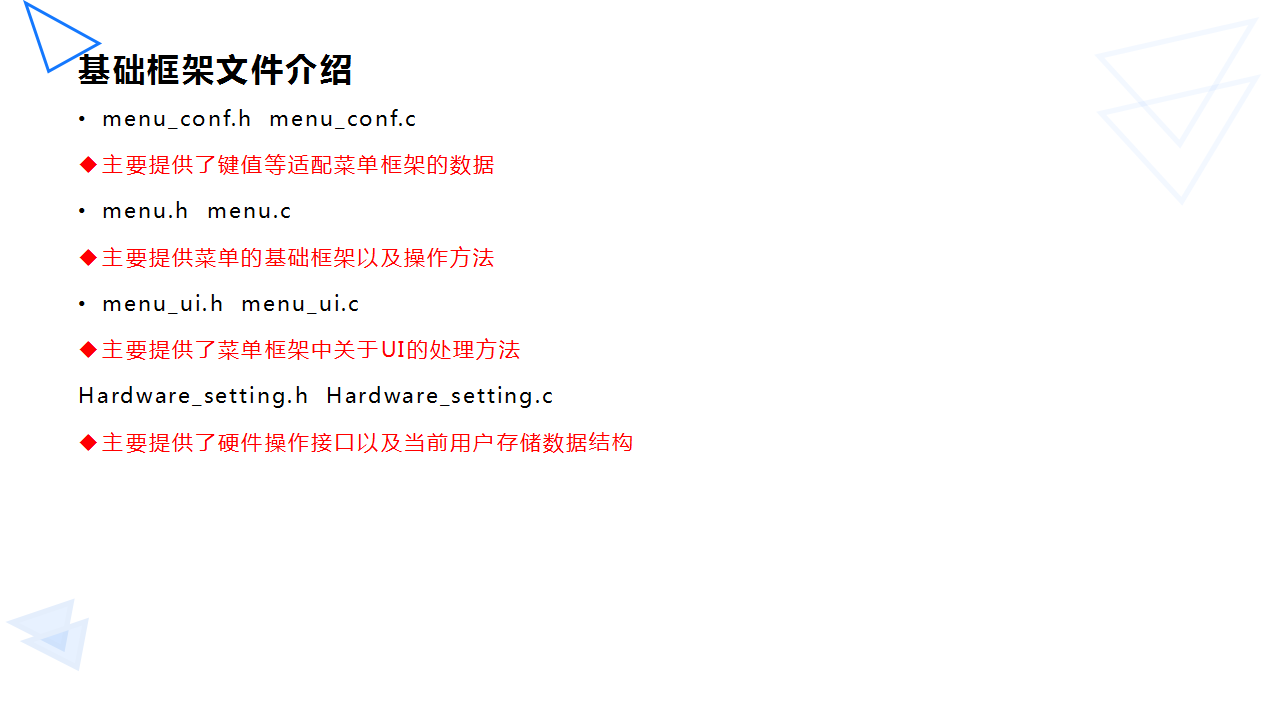 基础框架文件介绍
• menu_conf.h menu_conf.c
◆主要提供了键值等适配菜单框架的数据
• menu.h menu.c
◆主要提供菜单的基础框架以及操作方法
• menu_ui.h menu_ui.c
◆主要提供了菜单框架中关于UI的处理方法
Hardware_setting.h Hardware_setting.c
◆主要提供了硬件操作接口以及当前用户存储数据结构